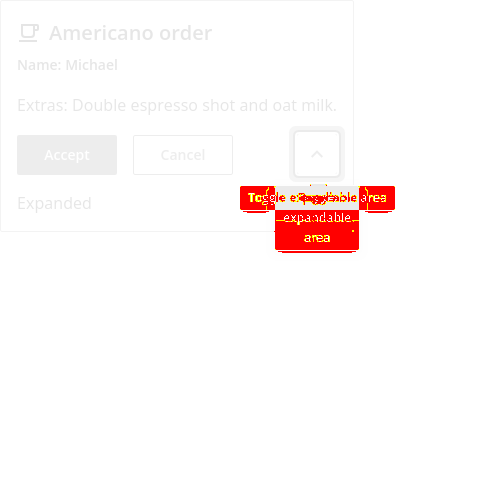 Americano order
Name: Michael
Extras: Double espresso shot and oat milk.
Accept
Cancel
Toggle expandable area
expandable
area
Expanded